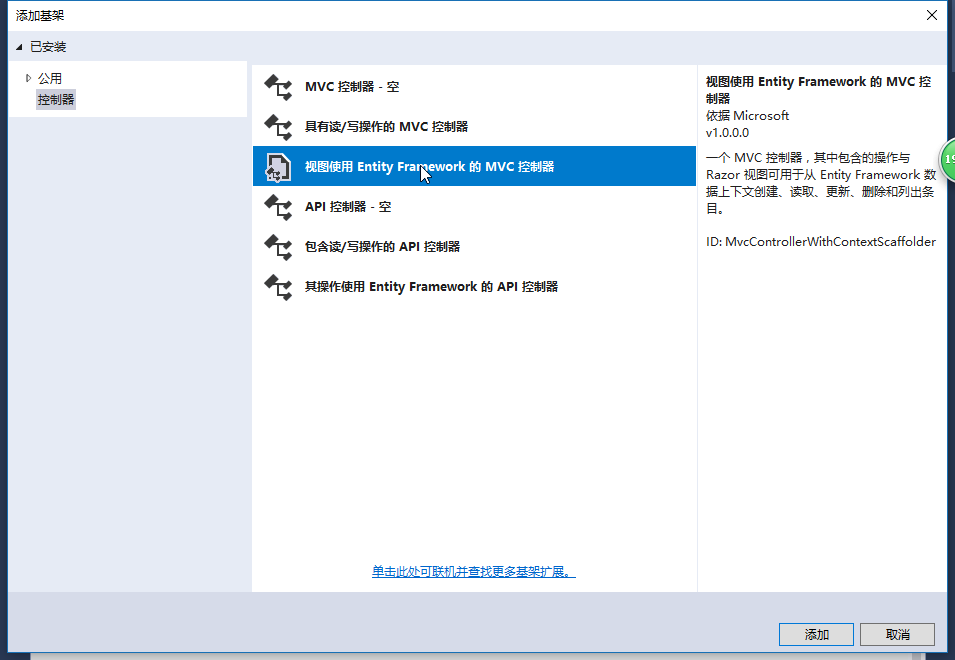 添加基架
已安装
公用
控制器
MVC 控制器 - 空
具有读/写操作的 MVC 控制器
视图使用 Entity Framework 的 MVC 控制器
API 控制器 - 空
包含读/写操作的 API 控制器
其操作使用 Entity Framework 的 API 控制器
单击此处可联机并查找更多基架扩展。
视图使用 Entity Framework 的 MVC 控
制器
依据 Microsoft
v1.0.0.0
一个 MVC 控制器，其中包含的操作与
Razor 视图可用于从 Entity Framework 数
据上下文创建、读取、更新、删除和列出条
目。
ID: MvcControllerWithContextScaffolder
添加
取消